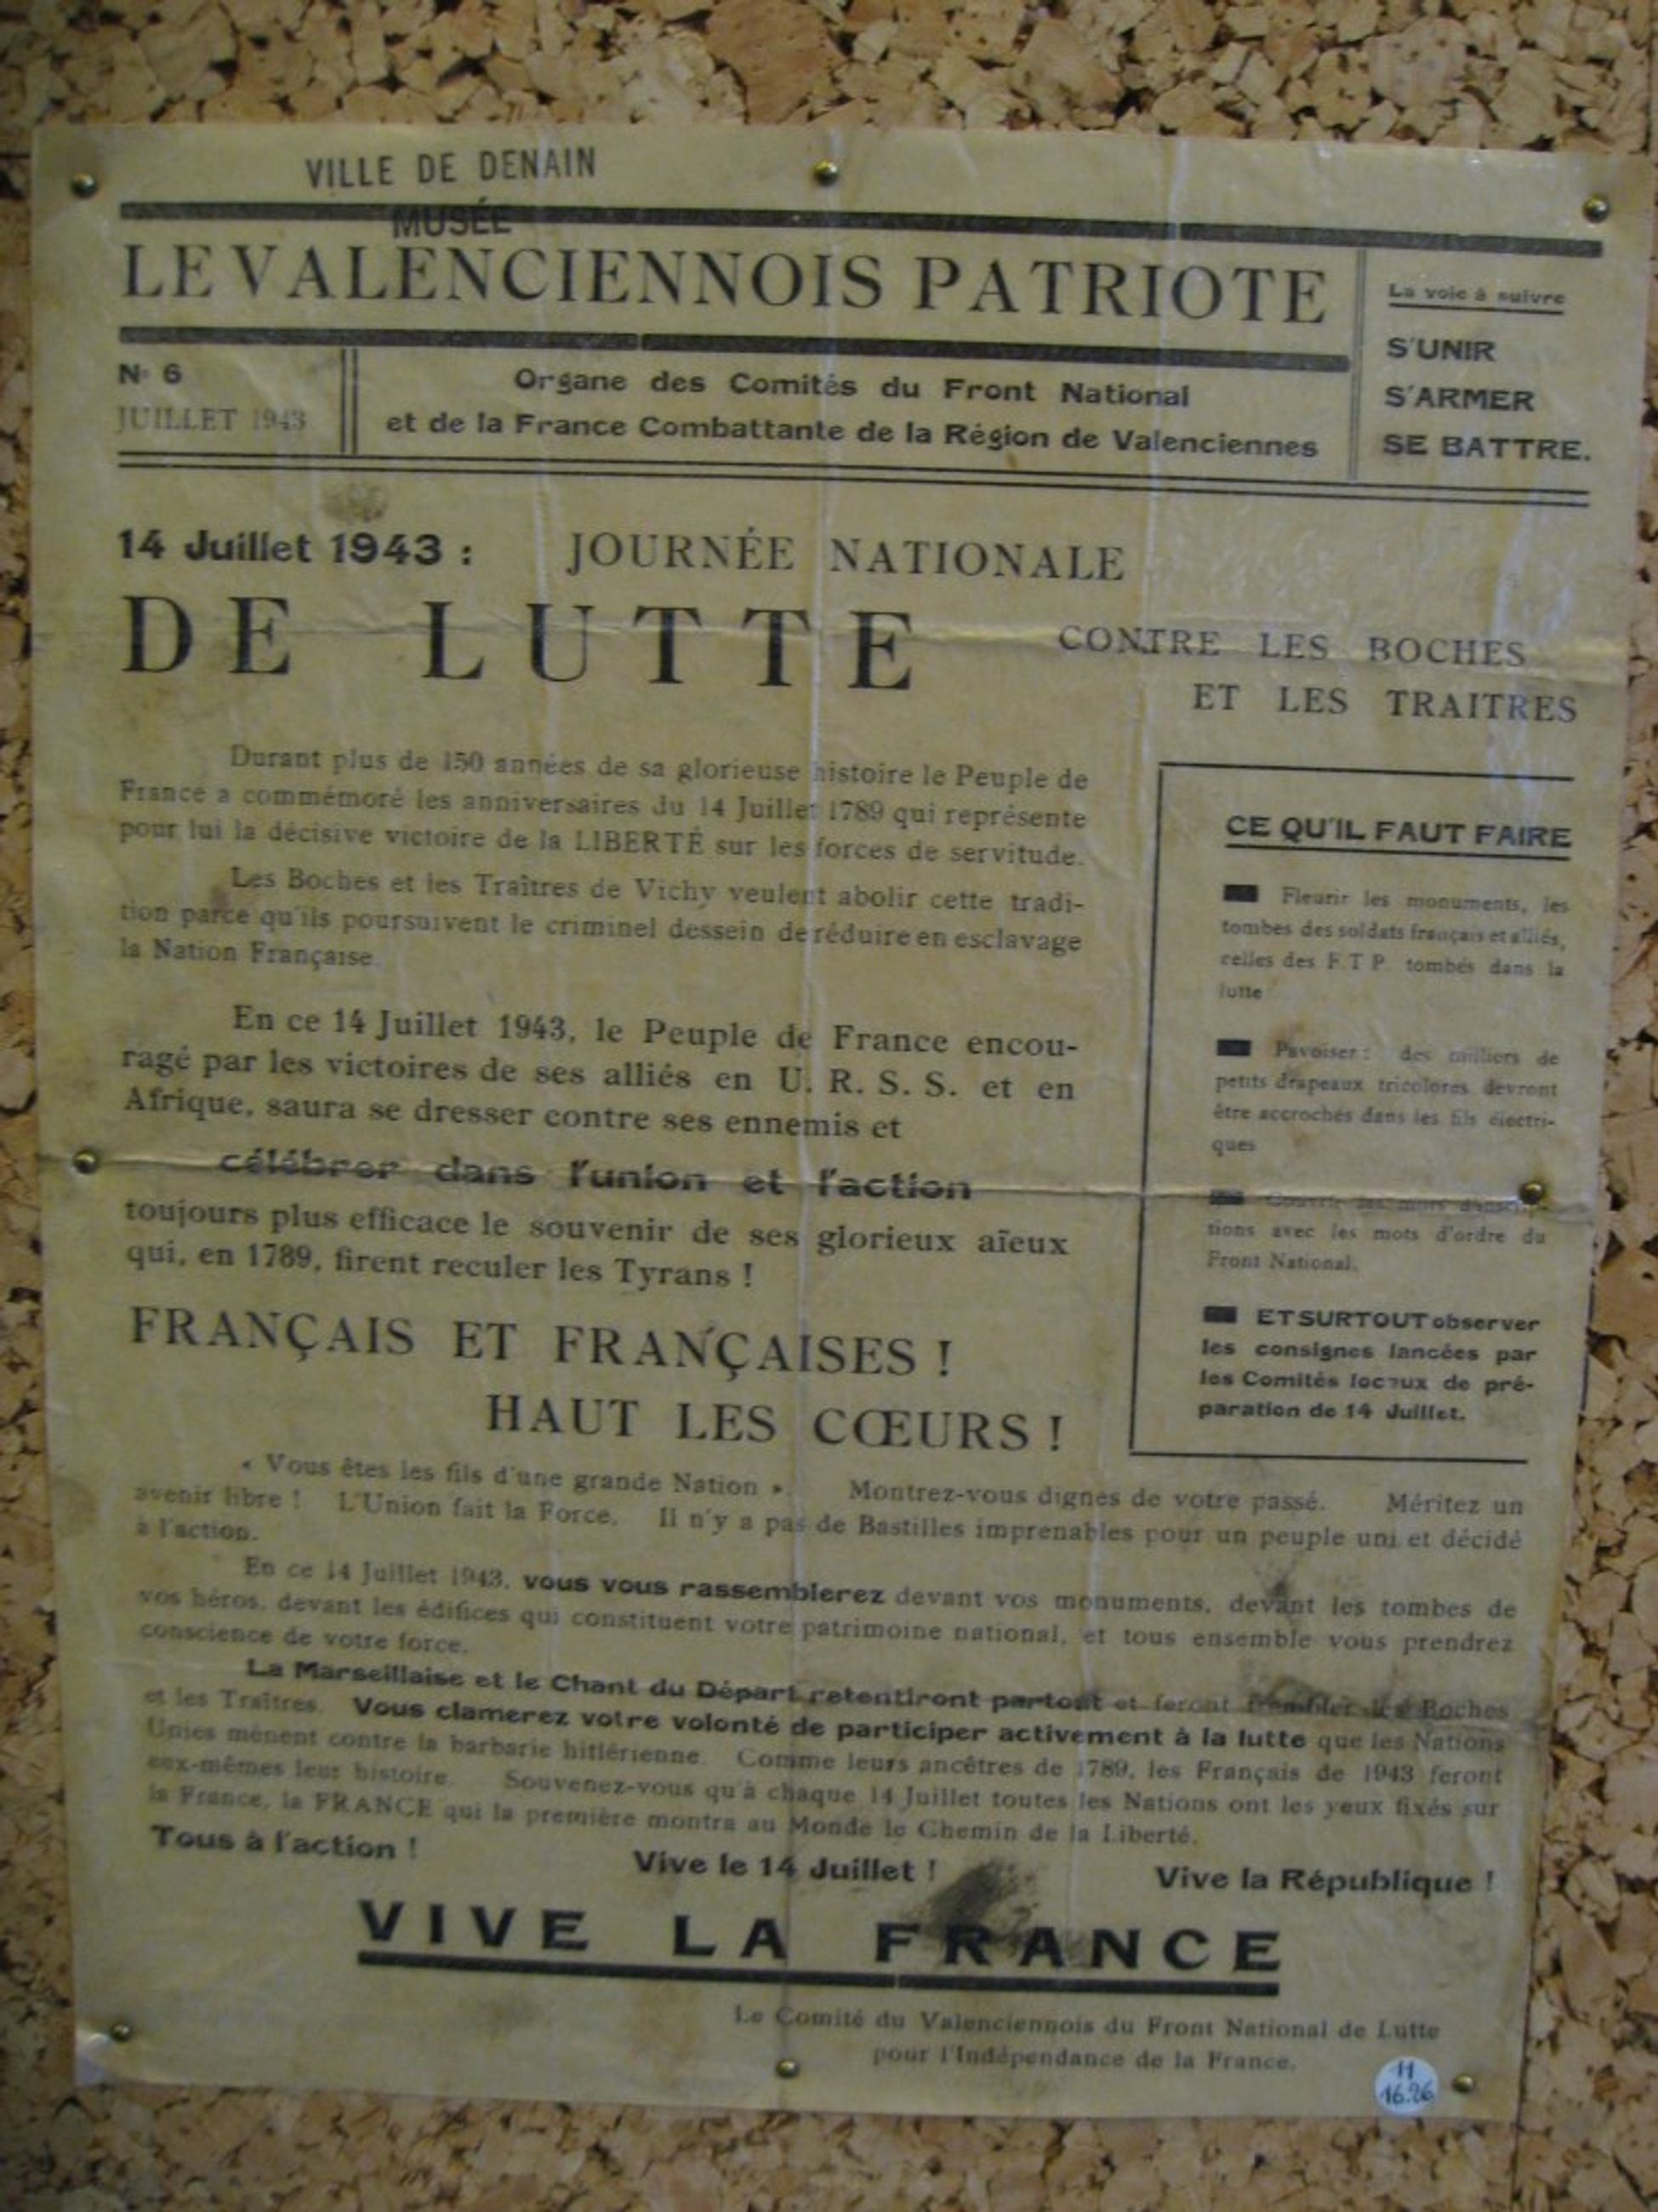 VILLE DE DENAIN
MUSÉE
LE VALENCIENNOIS PATRIOTE
N° 6
JUILLET 1943
Organe des Comités du Front National
et de la France Combattante de la Région de Valenciennes
La voie à suivre
S'UNIR
S'ARMER
SE BATTRE.
14 Juillet 1943 : JOURNÉE NATIONALE
DE LUTTE
CONTRE LES BOCHES
ET LES TRAITRES
Durant plus de 150 années de sa glorieuse histoire le Peuple de
France a commémoré les anniversaires du 14 Juillet 1789 qui représente
pour lui la décisive victoire de la LIBERTÉ sur les forces de servitude.
Les Boches et les Traîtres de Vichy veulent abolir cette tradi-
tion parce qu'ils poursuivent le criminel dessein de réduire en esclavage
la Nation Française
En ce 14 Juillet 1943, le Peuple de France encou-
ragé par les victoires de ses alliés en U. R. S. S. et en
Afrique, saura se dresser contre ses ennemis et
célébrer dans l'union et l'action
toujours plus efficace le souvenir de ses glorieux aïeux
qui, en 1789, firent reculer les Tyrans !
CE QU'IL FAUT FAIRE
Fleurir les monuments, les
tombes des soldats français et alliés,
celles des F. T. P. tombés dans la
lutte
Pavoiser : des milliers de
petits drapeaux tricolores devront
être accrochés dans les fils électri-
ques
Couvrir les murs d'inscrip-
tions avec les mots d'ordre du
Front National.
ET SURTOUT observer
les consignes lancées par
les Comités locaux de pré-
paration de 14 Juillet.
FRANÇAIS ET FRANÇAISES !
HAUT LES CŒURS !
« Vous êtes les fils d'une grande Nation ». Montrez-vous dignes de votre passé. Méritez un
avenir libre ! L'Union fait la Force. Il n'y a pas de Bastilles imprenables pour un peuple uni et décidé
à l'action.
En ce 14 Juillet 1943, vous vous rassemblerez devant vos monuments, devant les tombes de
vos héros, devant les édifices qui constituent votre patrimoine national, et tous ensemble vous prendrez
conscience de votre force.
La Marseillaise et le Chant du Départ retentiront partout et feront trembler les Boches
et les Traîtres. Vous clamerez votre volonté de participer activement à la lutte que les Nations
Unies mènent contre la barbarie hitlérienne. Comme leurs ancêtres de 1789, les Français de 1943 feront
eux-mêmes leur histoire. Souvenez-vous qu'à chaque 14 Juillet toutes les Nations ont les yeux fixés sur
la France, la FRANCE qui la première montra au Monde le Chemin de la Liberté.
Tous à l'action ! Vive le 14 Juillet ! Vive la République !
VIVE LA FRANCE
Le Comité du Valenciennois du Front National de Lutte
pour l'Indépendance de la France.
H
16.26